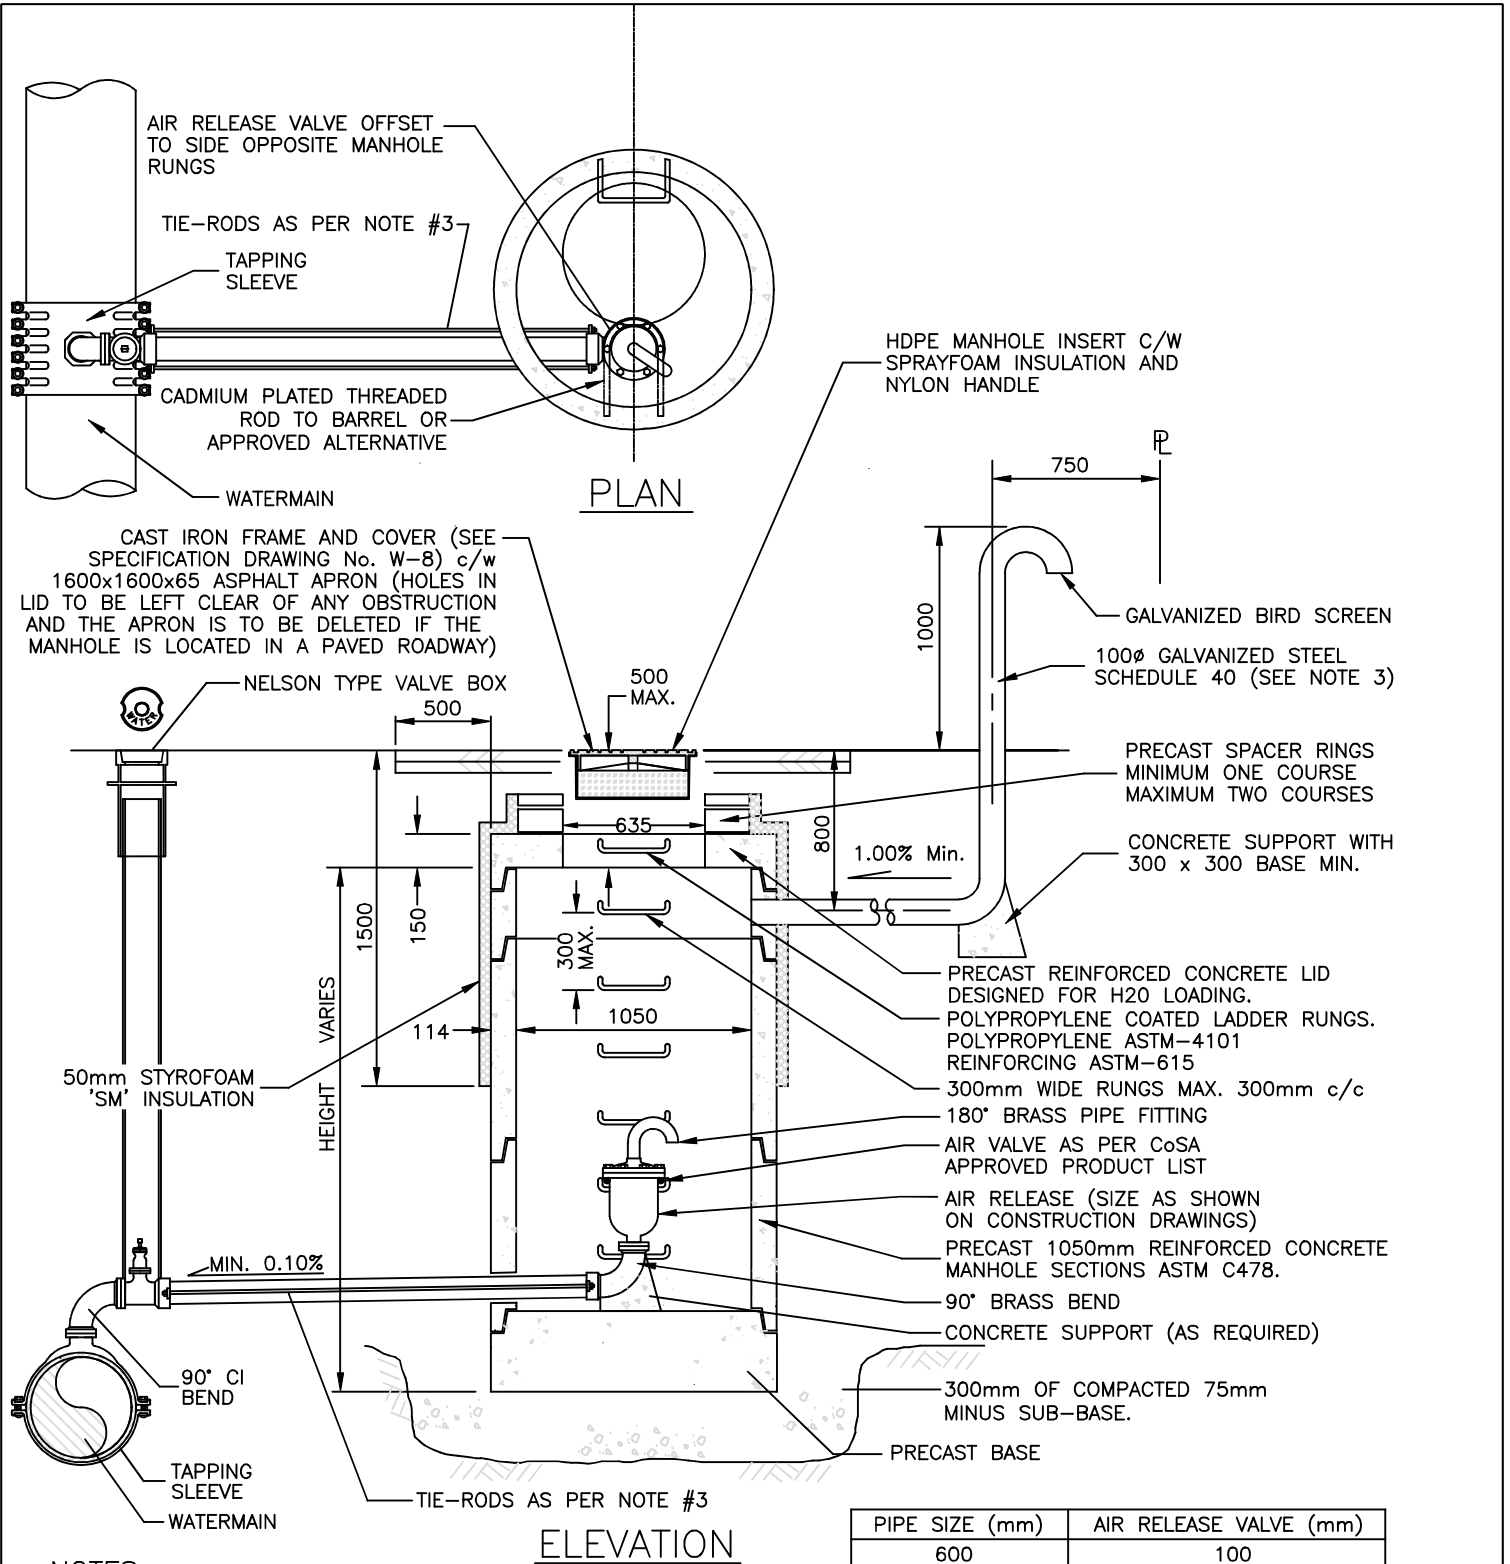 AIR RELEASE VALVE OFFSET
TO SIDE OPPOSITE MANHOLE
RUNGS
TIE-RODS AS PER NOTE #3
TAPPING
SLEEVE
CADMIUM PLATED THREADED
ROD TO BARREL OR
APPROVED ALTERNATIVE
WATERMAIN
PLAN
HDPE MANHOLE INSERT C/W
SPRAYFOAM INSULATION AND
NYLON HANDLE
PL
750
CAST IRON FRAME AND COVER (SEE
SPECIFICATION DRAWING No. W-8) c/w
1600x1600x65 ASPHALT APRON (HOLES IN
LID TO BE LEFT CLEAR OF ANY OBSTRUCTION
AND THE APRON IS TO BE DELETED IF THE
MANHOLE IS LOCATED IN A PAVED ROADWAY)
1000
GALVANIZED BIRD SCREEN
100ø GALVANIZED STEEL
SCHEDULE 40 (SEE NOTE 3)
NELSON TYPE VALVE BOX
WATER
500
500
MAX.
PRECAST SPACER RINGS
MINIMUM ONE COURSE
MAXIMUM TWO COURSES
635
800
1.00% Min.
CONCRETE SUPPORT WITH
300 x 300 BASE MIN.
1500
150
300
MAX.
HEIGHT VARIES
114
1050
PRECAST REINFORCED CONCRETE LID
DESIGNED FOR H20 LOADING.
POLYPROPYLENE COATED LADDER RUNGS.
POLYPROPYLENE ASTM-4101
REINFORCING ASTM-615
300mm WIDE RUNGS MAX. 300mm c/c
50mm STYROFOAM
'SM' INSULATION
180° BRASS PIPE FITTING
AIR VALVE AS PER CoSA
APPROVED PRODUCT LIST
AIR RELEASE (SIZE AS SHOWN
ON CONSTRUCTION DRAWINGS)
PRECAST 1050mm REINFORCED CONCRETE
MANHOLE SECTIONS ASTM C478.
MIN. 0.10%
90° BRASS BEND
CONCRETE SUPPORT (AS REQUIRED)
90° CI
BEND
300mm OF COMPACTED 75mm
MINUS SUB-BASE.
PRECAST BASE
TAPPING
SLEEVE
WATERMAIN
TIE-RODS AS PER NOTE #3
ELEVATION
PIPE SIZE (mm) AIR RELEASE VALVE (mm)
600 100
NOTES